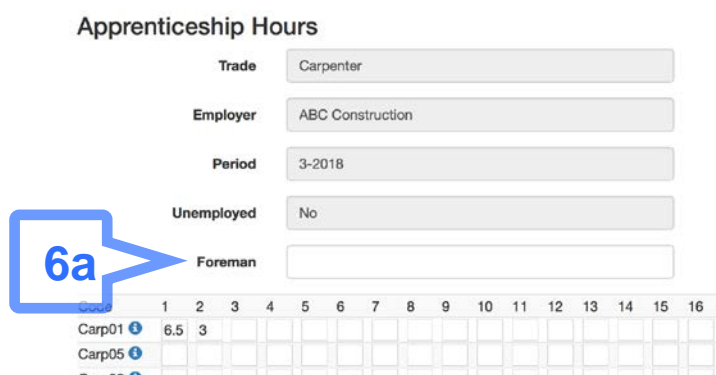 Apprenticeship Hours
Trade Carpenter
Employer ABC Construction
Period 3-2018
Unemployed No
6a
Foreman
Code 1 2 3 4 5 6 7 8 9 10 11 12 13 14 15 16
Carp01 6.5 3
Carp05